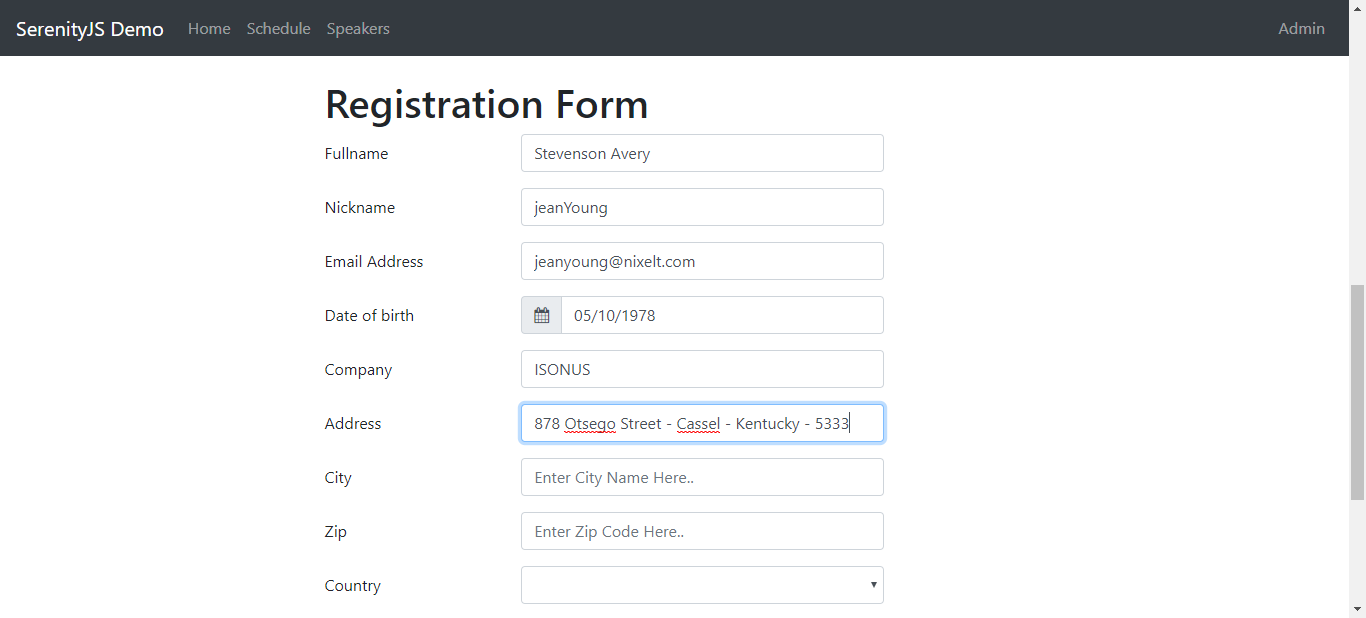 SerenityJS Demo Home Schedule Speakers Admin
Registration Form
Fullname Stevenson Avery
Nickname jeanYoung
Email Address jeanyoung@nixelt.com
Date of birth 05/10/1978
Company ISONUS
Address 878 Otsego Street - Cassel - Kentucky - 5333
City Enter City Name Here..
Zip Enter Zip Code Here..
Country